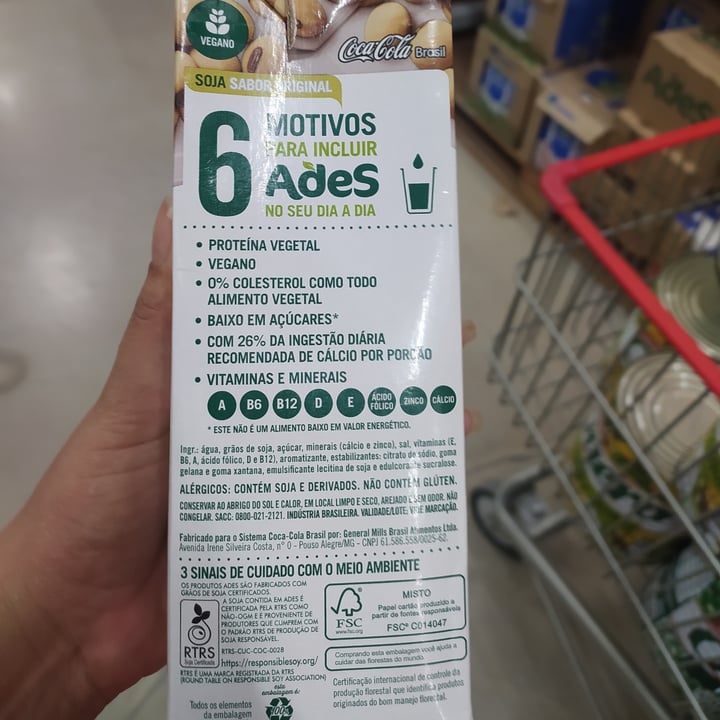 VEGANO
Coca-Cola Brasil
SOJA SABOR ORIGINAL
6
MOTIVOS
PARA INCLUIR
AdeS
NO SEU DIA A DIA
• PROTEÍNA VEGETAL
• VEGANO
• 0% COLESTEROL COMO TODO
ALIMENTO VEGETAL
• BAIXO EM AÇÚCARES*
• COM 26% DA INGESTÃO DIÁRIA
RECOMENDADA DE CÁLCIO POR PORÇÃO
• VITAMINAS E MINERAIS
A B6 B12 D E ÁCIDO FÓLICO ZINCO CÁLCIO
* ESTE NÃO É UM ALIMENTO BAIXO EM VALOR ENERGÉTICO.
Ingr.: água, grãos de soja, açúcar, minerais (cálcio e zinco), sal, vitaminas (E,
B6, A, ácido fólico, D e B12), aromatizante, estabilizantes: citrato de sódio, goma
gelana e goma xantana, emulsificante lecitina de soja e edulcorante sucralose.
ALÉRGICOS: CONTÉM SOJA E DERIVADOS. NÃO CONTÉM GLÚTEN.
CONSERVAR AO ABRIGO DO SOL E CALOR, EM LOCAL LIMPO E SECO, AREJADO E SEM ODOR. NÃO
CONGELAR. SACC: 0800-021-2121. INDÚSTRIA BRASILEIRA. VALIDADE/LOTE: VIDE MARCAÇÃO.
Fabricado para o Sistema Coca-Cola Brasil por: General Mills Brasil Alimentos Ltda.
Avenida Irene Silveira Costa, n° 0 - Pouso Alegre/MG - CNPJ 61.586.558/0025-62.
3 SINAIS DE CUIDADO COM O MEIO AMBIENTE
OS PRODUTOS ADES SÃO FABRICADOS COM
GRÃOS DE SOJA CERTIFICADOS.
A SOJA CONTIDA EM ADES É
CERTIFICADA PELA RTRS COMO
NÃO-OGM E É PROVENIENTE DE
PRODUTORES QUE CUMPREM COM
O PADRÃO RTRS DE PRODUÇÃO DE
SOJA RESPONSÁVEL.
RTRS
Soja Certificada
RTRS-CUC-COC-0028
https://responsiblesoy.org/
RTRS É UMA MARCA REGISTRADA DA RTRS
(ROUND TABLE ON RESPONSIBLE SOY ASSOCIATION)
FSC
www.fsc.org
MISTO
Papel cartão produzido a
partir de fontes responsáveis
FSC® C014047
Comprando esta embalagem você ajuda a
cuidar das florestas do mundo.
Certificação internacional de controle da
produção florestal que identifica produtos
originados do bom manejo florestal.
Todos os elementos
da embalagem
esta
embalagem é:
100%
AdeS